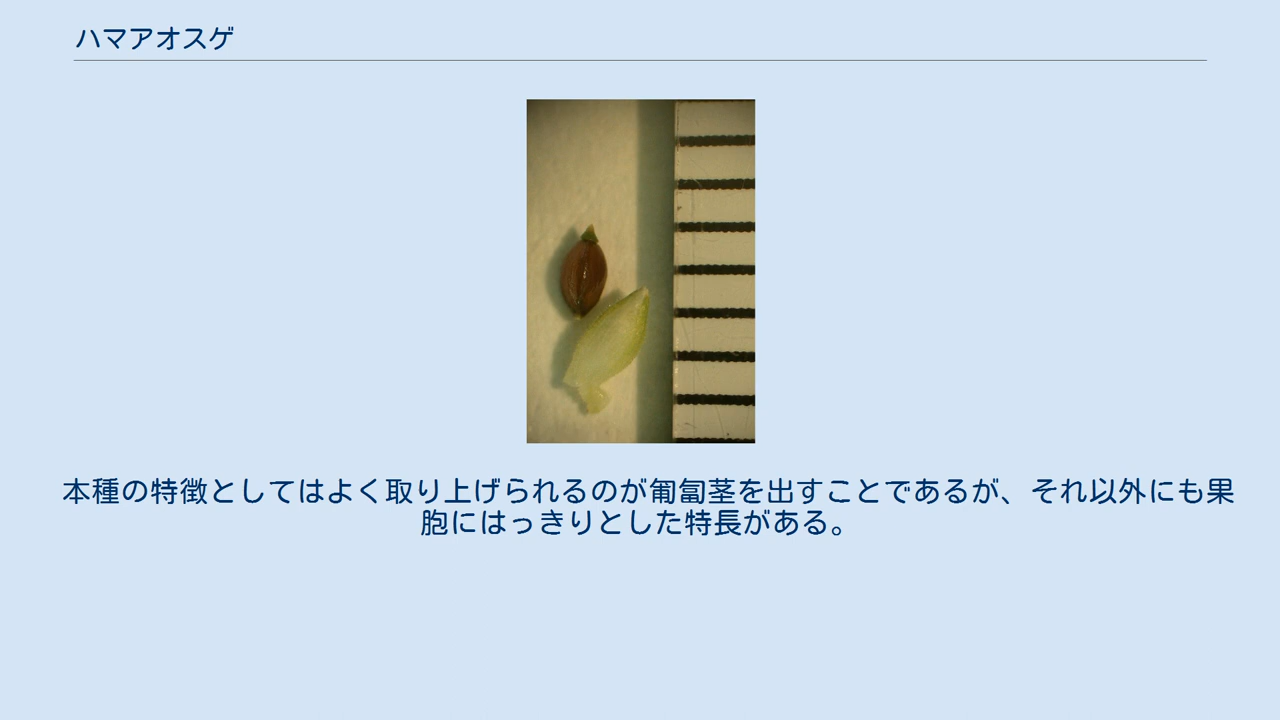 ハマアオスゲ
本種の特徴としてはよく取り上げられるのが匍匐茎を出すことであるが、それ以外にも果
胞にはっきりとした特長がある。